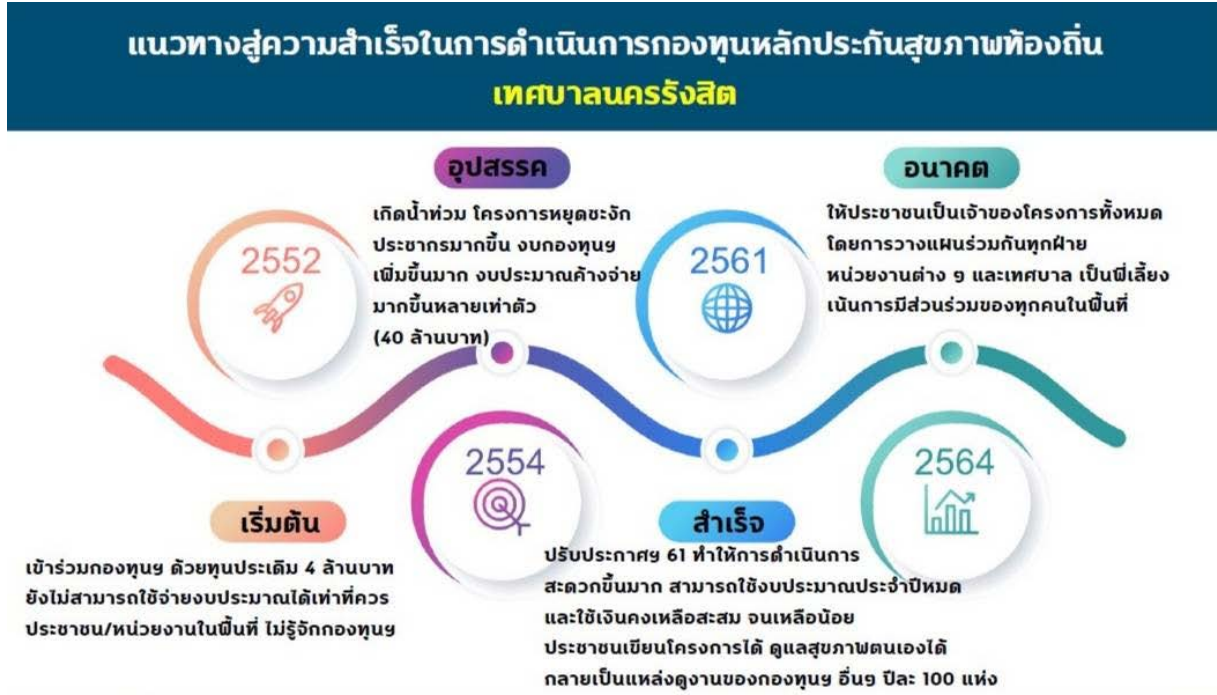 แนวทางสู่ความสำเร็จในการดำเนินการกองทุนหลักประกันสุขภาพท้องถิ่น
เทศบาลนครรังสิต
2552
เริ่มต้น
เข้าร่วมกองทุนฯ ด้วยทุนประเดิม 4 ล้านบาท
ยังไม่สามารถใช้จ่ายงบประมาณได้เท่าที่ควร
ประชาชน/หน่วยงานในพื้นที่ ไม่รู้จักกองทุนฯ
อุปสรรค
เกิดน้ำท่วม โครงการหยุดชะงัก
ประชากรมากขึ้น งบกองทุนฯ
เพิ่มขึ้นมาก งบประมาณค้างจ่าย
มากขึ้นหลายเท่าตัว
(40 ล้านบาท)
2554
2561
สำเร็จ
ปรับประกาศฯ 61 ทำให้การดำเนินการ
สะดวกขึ้นมาก สามารถใช้งบประมาณประจำปีหมด
และใช้เงินคงเหลือสะสม จนเหลือน้อย
ประชาชนเขียนโครงการได้ ดูแลสุขภาพตนเองได้
กลายเป็นแหล่งดูงานของกองทุนฯ อื่นๆ ปีละ 100 แห่ง
อนาคต
ให้ประชาชนเป็นเจ้าของโครงการทั้งหมด
โดยการวางแผนร่วมกันทุกฝ่าย
หน่วยงานต่าง ๆ และเทศบาล เป็นพี่เลี้ยง
เน้นการมีส่วนร่วมของทุกคนในพื้นที่
2564